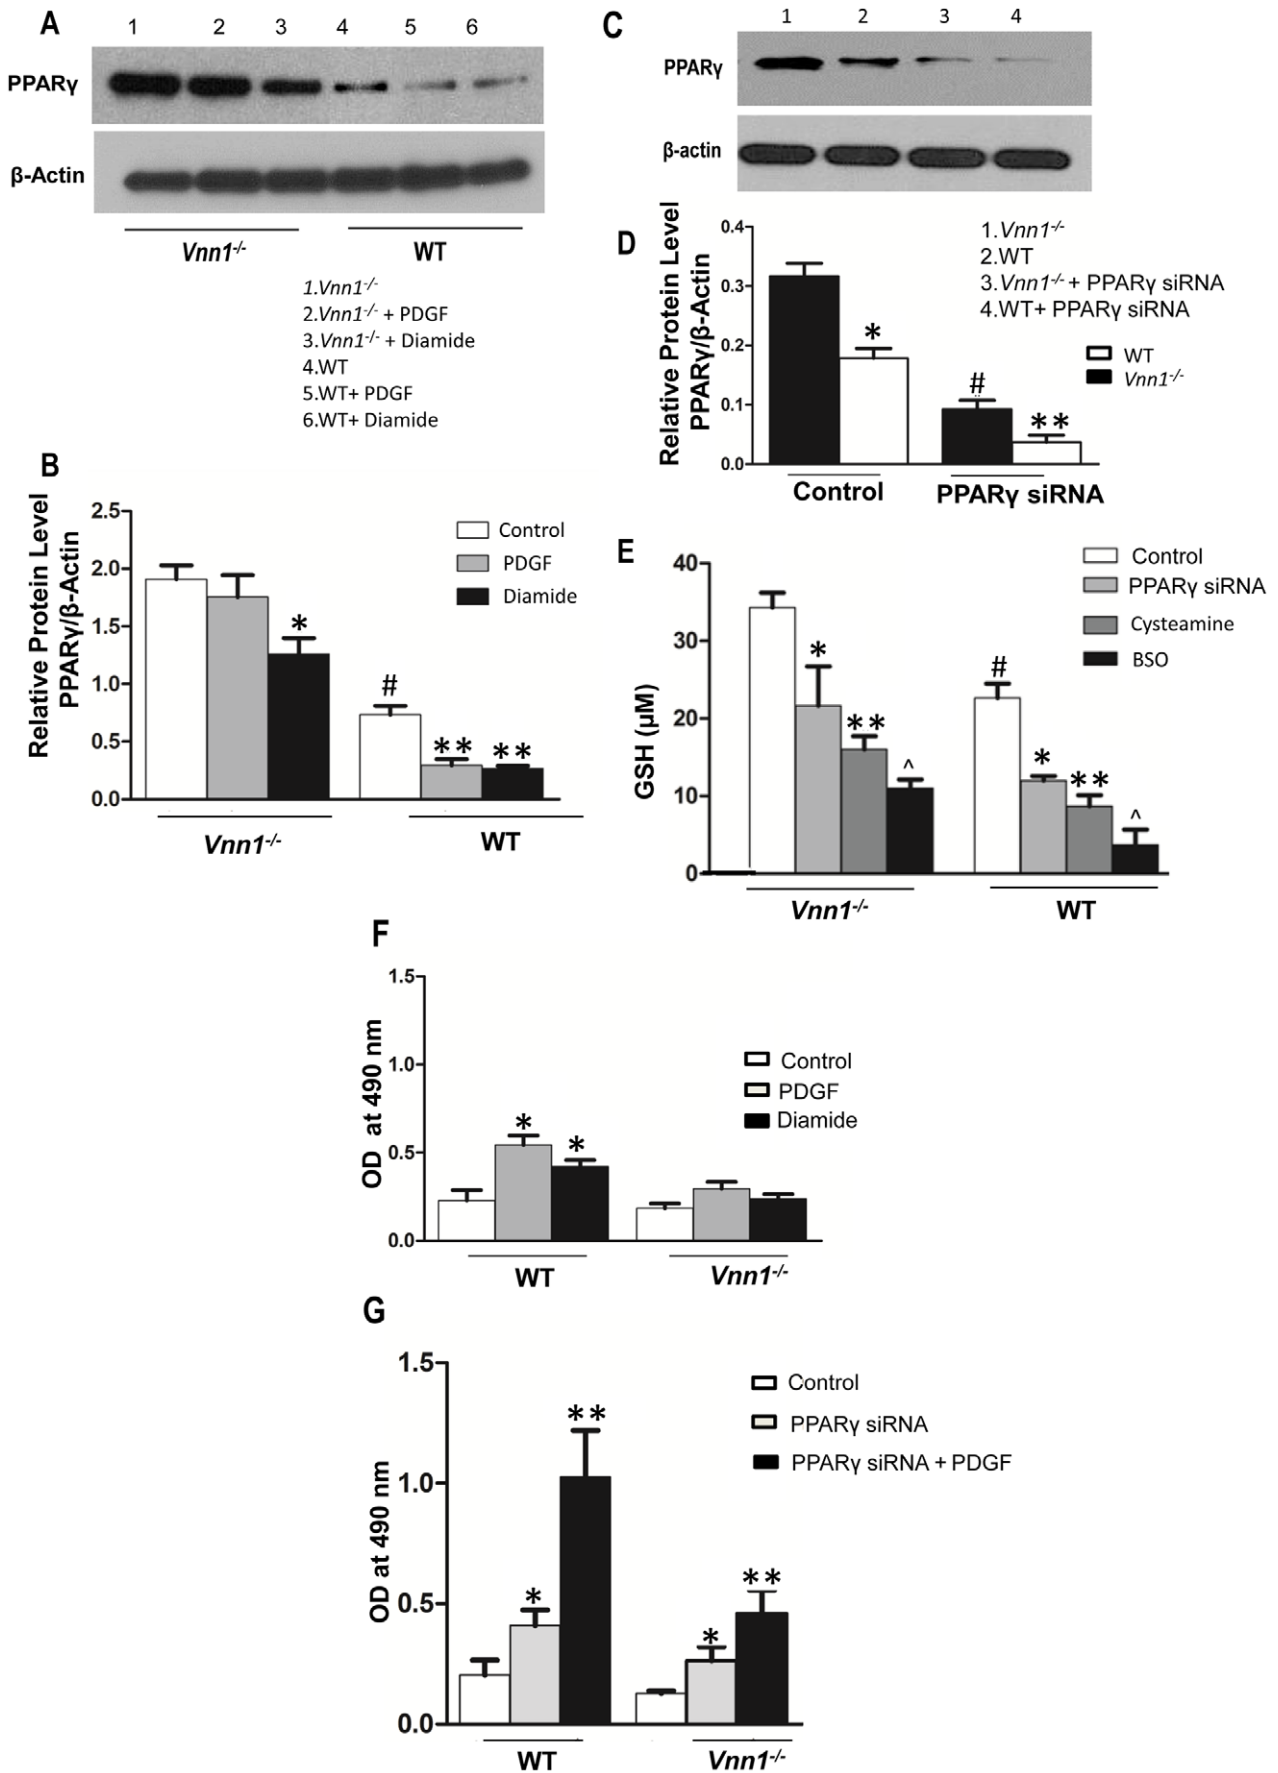 A
1 2 3 4 5 6
PPARγ
β-Actin
Vnn1-/- WT
1.Vnn1-/-
2.Vnn1-/- + PDGF
3.Vnn1-/- + Diamide
4.WT
5.WT+ PDGF
6.WT+ Diamide
B
Relative Protein Level
PPARγ/β-Actin
2.5
2.0
1.5
1.0
0.5
0.0
Control
PDGF
Diamide
*
#
**
**
Vnn1-/- WT
C
1 2 3 4
PPARγ
β-actin
D
Relative Protein Level
PPARγ/β-Actin
0.4
0.3
0.2
0.1
0.0
1.Vnn1-/-
2.WT
3.Vnn1-/- + PPARγ siRNA
4.WT+ PPARγ siRNA
WT
Vnn1-/-
*
#
**
Control PPARγ siRNA
E
GSH (µM)
40
30
20
10
0
Control
PPARγ siRNA
Cysteamine
BSO
*
**
^
#
*
**
^
Vnn1-/- WT
F
OD at 490 nm
1.5
1.0
0.5
0.0
Control
PDGF
Diamide
*
*
WT Vnn1-/-
G
OD at 490 nm
1.5
1.0
0.5
0.0
Control
PPARγ siRNA
PPARγ siRNA + PDGF
*
**
*
**
WT Vnn1-/-